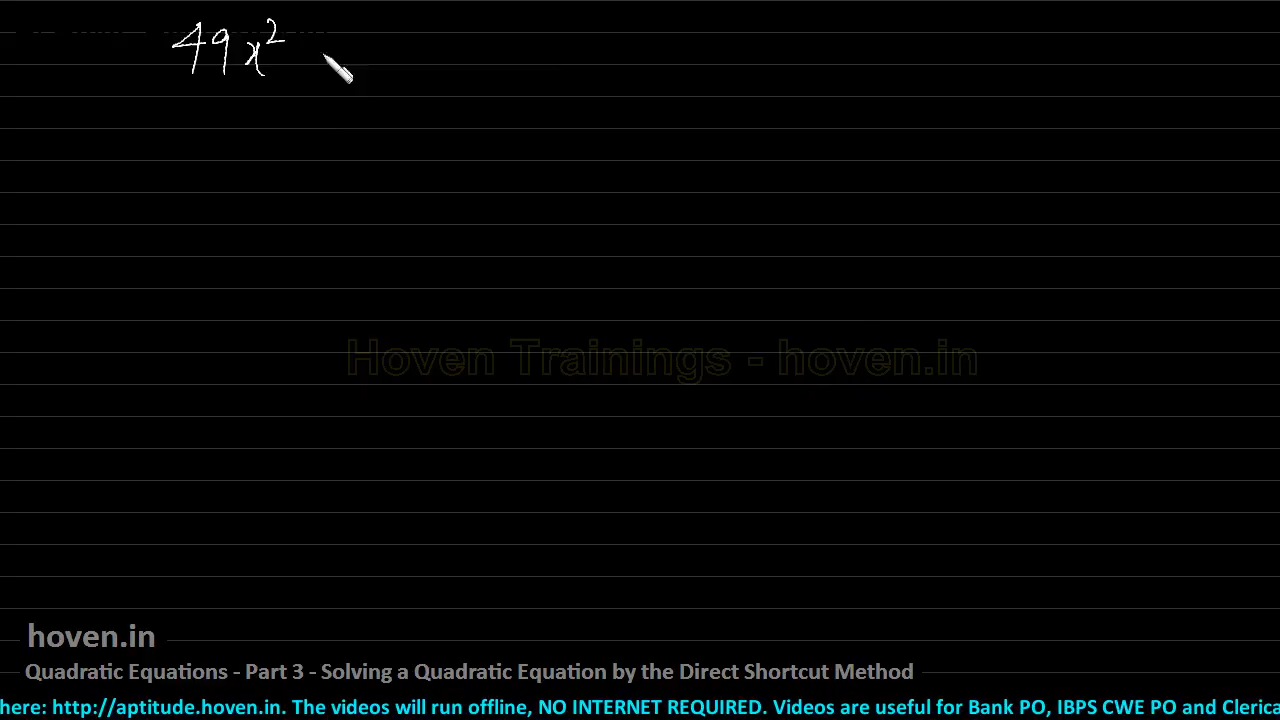 49x²
Hoven Trainings - hoven.in
hoven.in
Quadratic Equations - Part 3 - Solving a Quadratic Equation by the Direct Shortcut Method
here: http://aptitude.hoven.in. The videos will run offline, NO INTERNET REQUIRED. Videos are useful for Bank PO, IBPS CWE PO and Clerica